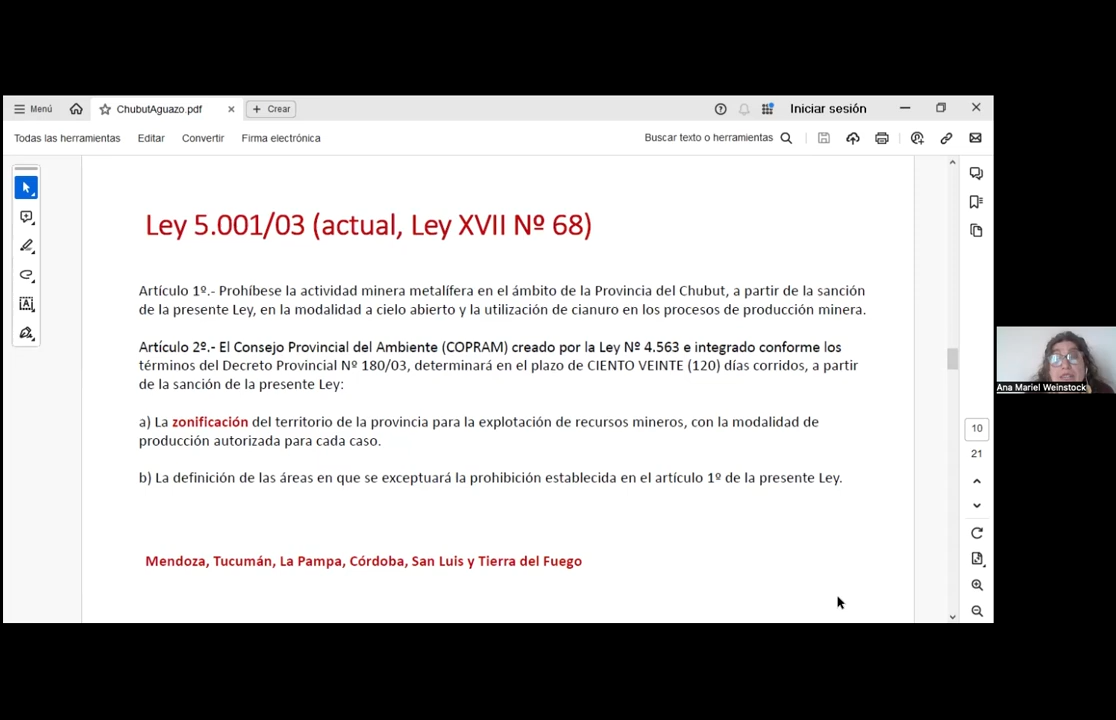 Menú
ChubutAguazo.pdf
Crear
Iniciar sesión
Todas las herramientas
Editar
Convertir
Firma electrónica
Buscar texto o herramientas
Ley 5.001/03 (actual, Ley XVII Nº 68)
Artículo 1º.- Prohíbese la actividad minera metalífera en el ámbito de la Provincia del Chubut, a partir de la sanción
de la presente Ley, en la modalidad a cielo abierto y la utilización de cianuro en los procesos de producción minera.
Artículo 2º.- El Consejo Provincial del Ambiente (COPRAM) creado por la Ley Nº 4.563 e integrado conforme los
términos del Decreto Provincial Nº 180/03, determinará en el plazo de CIENTO VEINTE (120) días corridos, a partir
de la sanción de la presente Ley:
a) La zonificación del territorio de la provincia para la explotación de recursos mineros, con la modalidad de
producción autorizada para cada caso.
b) La definición de las áreas en que se exceptuará la prohibición establecida en el artículo 1º de la presente Ley.
Mendoza, Tucumán, La Pampa, Córdoba, San Luis y Tierra del Fuego
10
21
Ana Mariel Weinstock